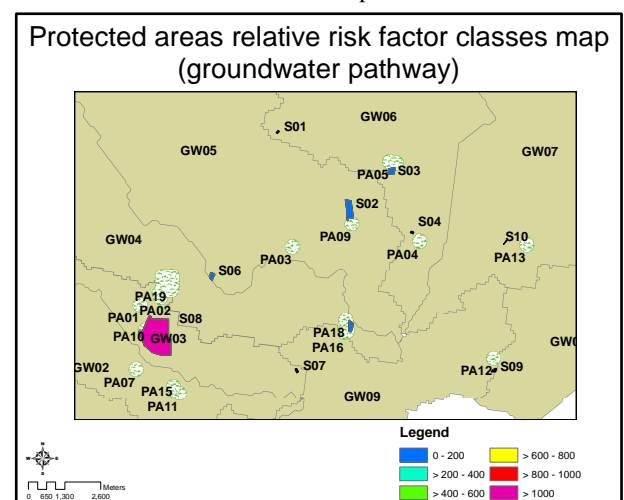 Protected areas relative risk factor classes map
(groundwater pathway)
S01
GW06
GW05
GW07
PA05
S03
S02
S04
S10
PA09
GW04
PA03
PA04
PA13
S06
PA19
PA01
PA02
S08
PA18
PA10
GW03
PA16
GW02
S07
PA12
S09
PA07
PA15
GW09
PA11
Legend
0 - 200
> 600 - 800
> 200 - 400
> 800 - 1000
> 400 - 600
> 1000
N
W
E
S
Meters
0 650 1,300 2,600